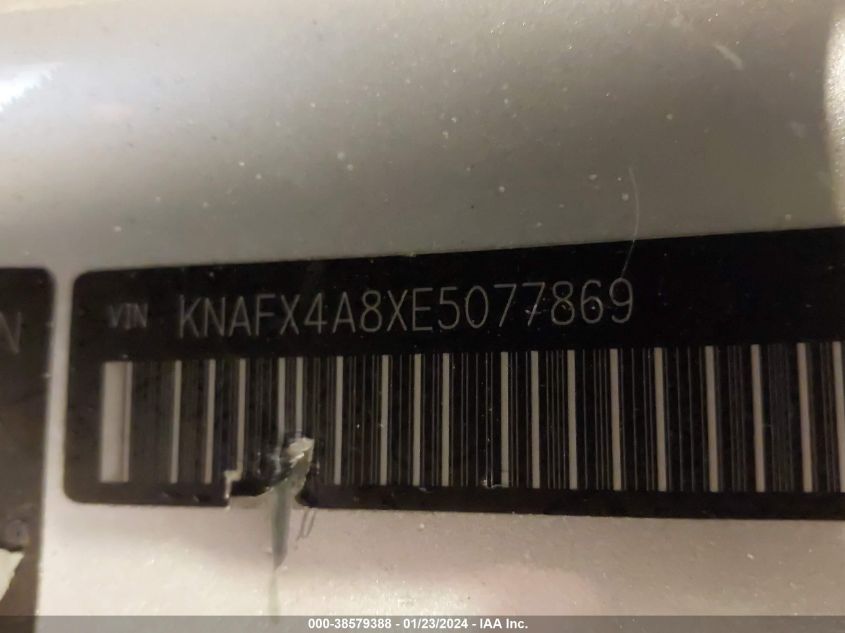 N
VIN KNAFX4A8XE5077869
000-38579388 - 01/23/2024 - IAA Inc.